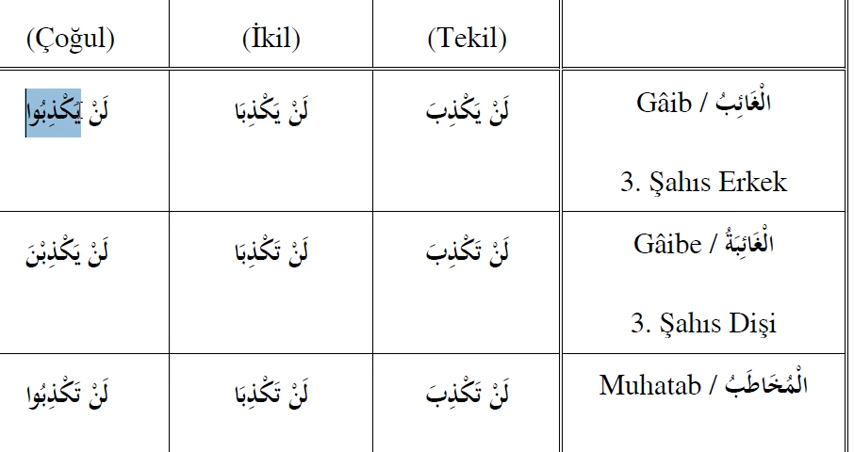 (Çoğul) (İkil) (Tekil)
لَنْ يَكْذِبُوا لَنْ يَكْذِبَا لَنْ يَكْذِبَ Gâib / الْغَائِبُ
3. Şahıs Erkek
لَنْ يَكْذِبْنَ لَنْ تَكْذِبَا لَنْ تَكْذِبَ Gâibe / الْغَائِبَةُ
3. Şahıs Dişi
لَنْ تَكْذِبُوا لَنْ تَكْذِبَا لَنْ تَكْذِبَ Muhatab / الْمُخَاطَبُ